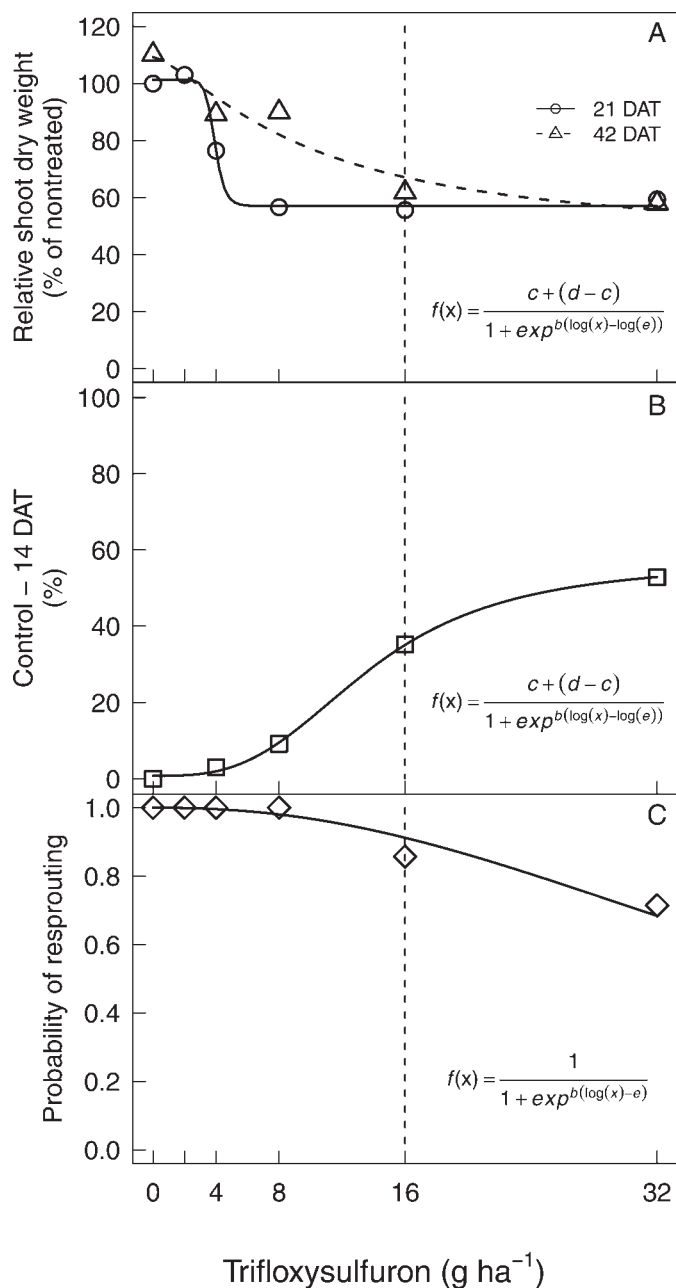 A
120
100
80
60
40
20
0
Relative shoot dry weight
(% of nontreated)
21 DAT
42 DAT
f(x) = c + (d – c) / 1 + exp^b(log(x)–log(e))
B
100
80
60
40
20
0
Control – 14 DAT
(%)
f(x) = c + (d – c) / 1 + exp^b(log(x)–log(e))
C
1.0
0.8
0.6
0.4
0.2
0.0
Probability of resprouting
f(x) = 1 / 1 + exp^b(log(x)–e)
0 4 8 16 32
Trifloxysulfuron (g ha⁻¹)